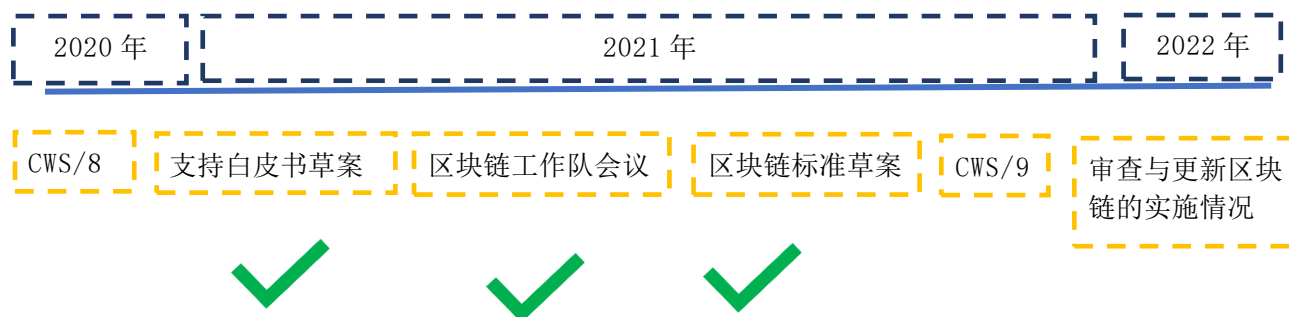 2020 年
2021 年
2022 年
CWS/8
支持白皮书草案
区块链工作队会议
区块链标准草案
CWS/9
审查与更新区块
链的实施情况